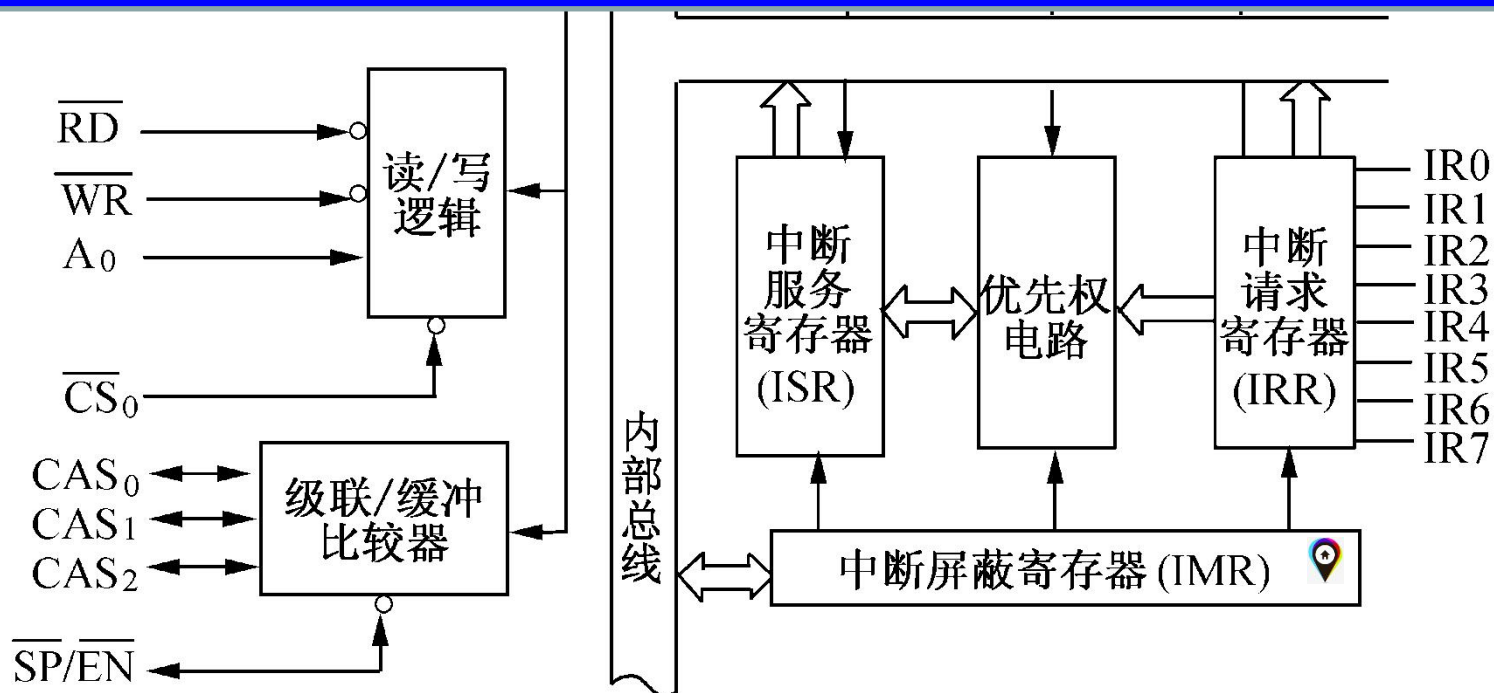 RD
WR
A0
CS0
读/写
逻辑
CAS0
CAS1
CAS2
SP/EN
级联/缓冲
比较器
内
部
总
线
中断
服务
寄存器
(ISR)
优先权
电路
中断
请求
寄存器
(IRR)
IR0
IR1
IR2
IR3
IR4
IR5
IR6
IR7
中断屏蔽寄存器(IMR)